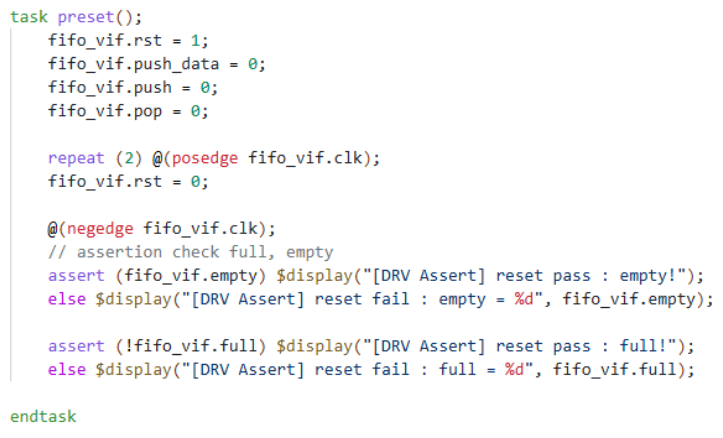 task preset();
    fifo_vif.rst = 1;
    fifo_vif.push_data = 0;
    fifo_vif.push = 0;
    fifo_vif.pop = 0;

    repeat (2) @(posedge fifo_vif.clk);
    fifo_vif.rst = 0;

    @(negedge fifo_vif.clk);
    // assertion check full, empty
    assert (fifo_vif.empty) $display("[DRV Assert] reset pass : empty!");
    else $display("[DRV Assert] reset fail : empty = %d", fifo_vif.empty);

    assert (!fifo_vif.full) $display("[DRV Assert] reset pass : full!");
    else $display("[DRV Assert] reset fail : full = %d", fifo_vif.full);

endtask